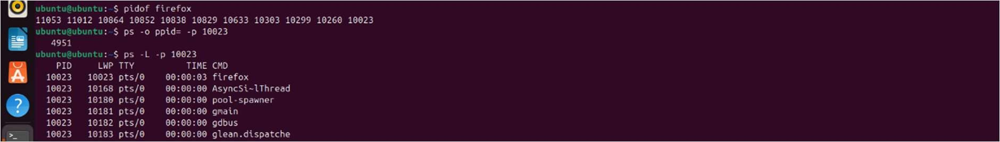 ubuntu@ubuntu:~$ pidof firefox
11053 11012 10864 10852 10838 10829 10633 10303 10299 10260 10023
ubuntu@ubuntu:~$ ps -o ppid= -p 10023
   4951
ubuntu@ubuntu:~$ ps -L -p 10023
    PID     LWP TTY          TIME CMD
  10023   10023 pts/0    00:00:03 firefox
  10023   10168 pts/0    00:00:00 AsyncSi~lThread
  10023   10180 pts/0    00:00:00 pool-spawner
  10023   10181 pts/0    00:00:00 gmain
  10023   10182 pts/0    00:00:00 gdbus
  10023   10183 pts/0    00:00:00 glean.dispatche